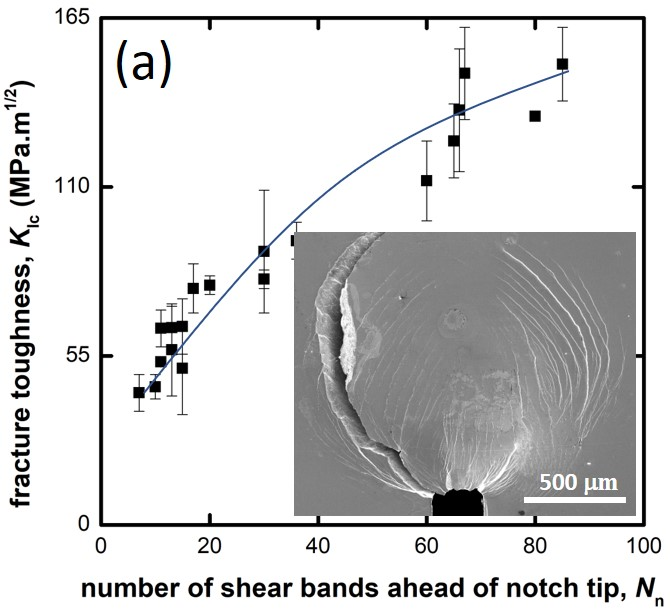 (a)
fracture toughness, K_Ic (MPa.m^1/2)
165
110
55
0
500 µm
0 20 40 60 80 100
number of shear bands ahead of notch tip, N_n